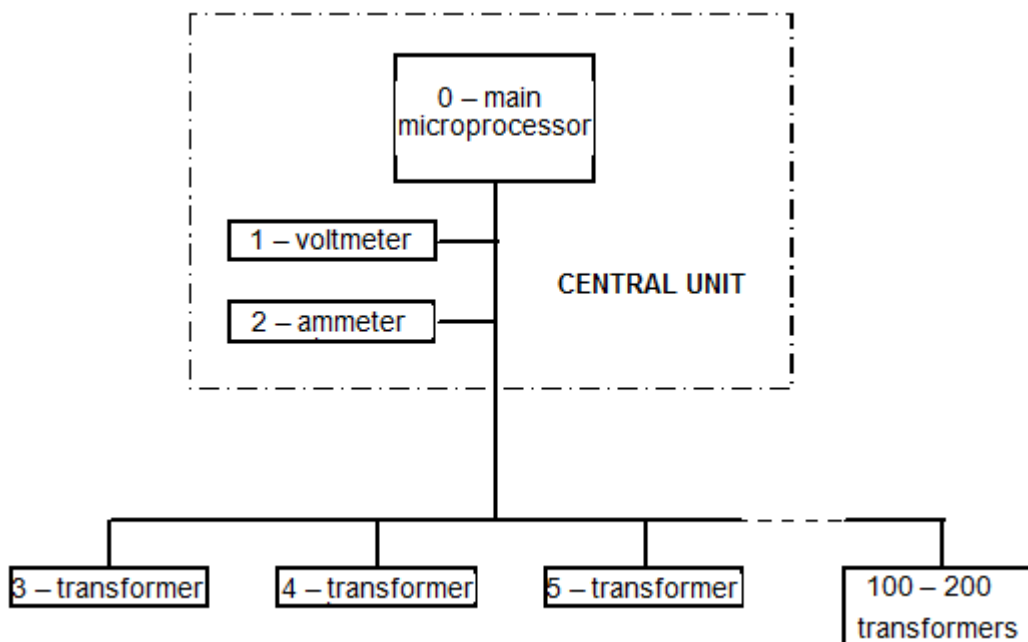 0 – main
microprocessor
1 – voltmeter
CENTRAL UNIT
2 – ammeter
3 – transformer
4 – transformer
5 – transformer
100 – 200
transformers